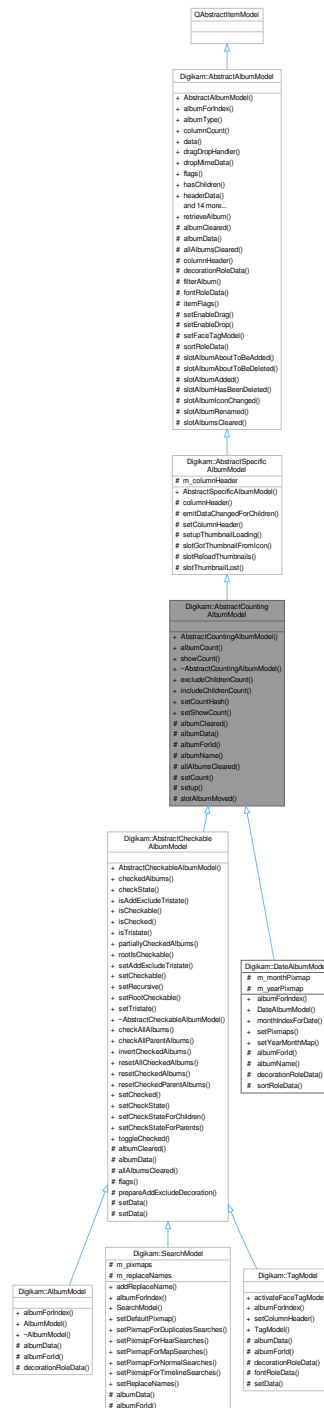 QAbstractItemModel
Digikam::AbstractAlbumModel
+ AbstractAlbumModel()
+ albumForIndex()
+ albumType()
+ columnCount()
+ data()
+ dragDropHandler()
+ dropMimeData()
+ flags()
+ hasChildren()
+ headerData()
and 14 more...
+ retrieveAlbum()
# albumCleared()
# albumData()
# allAlbumsCleared()
# columnHeader()
# decorationRoleData()
# filterAlbum()
# fontRoleData()
# itemFlags()
# setEnableDrag()
# setEnableDrop()
# setFaceTagModel()
# sortRoleData()
# slotAlbumAboutToBeAdded()
# slotAlbumAboutToBeDeleted()
# slotAlbumAdded()
# slotAlbumHasBeenDeleted()
# slotAlbumIconChanged()
# slotAlbumRenamed()
# slotAlbumsCleared()
Digikam::AbstractSpecific
AlbumModel
# m_columnHeader
+ AbstractSpecificAlbumModel()
# columnHeader()
# emitDataChangedForChildren()
# setColumnHeader()
# setupThumbnailLoading()
# slotGotThumbnailFromIcon()
# slotReloadThumbnails()
# slotThumbnailLost()
Digikam::AbstractCounting
AlbumModel
+ AbstractCountingAlbumModel()
+ albumCount()
+ showCount()
+ ~AbstractCountingAlbumModel()
+ excludeChildrenCount()
+ includeChildrenCount()
+ setCountHash()
+ setShowCount()
# albumCleared()
# albumData()
# albumForId()
# albumName()
# allAlbumsCleared()
# setCount()
# setup()
# slotAlbumMoved()
Digikam::AbstractCheckable
AlbumModel
+ AbstractCheckableAlbumModel()
+ checkedAlbums()
+ checkState()
+ isAddExcludeTristate()
+ isCheckable()
+ isChecked()
+ isTristate()
+ partiallyCheckedAlbums()
+ rootIsCheckable()
+ setAddExcludeTristate()
+ setCheckable()
+ setRecursive()
+ setRootCheckable()
+ setTristate()
+ ~AbstractCheckableAlbumModel()
+ checkAllAlbums()
+ checkAllParentAlbums()
+ invertCheckedAlbums()
+ resetAllCheckedAlbums()
+ resetCheckedAlbums()
+ resetCheckedParentAlbums()
+ setChecked()
+ setCheckState()
+ setCheckStateForChildren()
+ setCheckStateForParents()
+ toggleChecked()
# albumCleared()
# albumData()
# allAlbumsCleared()
# flags()
# prepareAddExcludeDecoration()
# setData()
# setData()
Digikam::DateAlbumMode
# m_monthPixmap
# m_yearPixmap
+ albumForIndex()
+ DateAlbumModel()
+ monthIndexForDate()
+ setPixmaps()
+ setYearMonthMap()
# albumForId()
# albumName()
# decorationRoleData()
# sortRoleData()
Digikam::AlbumModel
+ albumForIndex()
+ AlbumModel()
+ ~AlbumModel()
# albumData()
# albumForId()
# decorationRoleData()
Digikam::SearchModel
# m_pixmaps
# m_replaceNames
+ addReplaceName()
+ albumForIndex()
+ SearchModel()
+ setDefaultPixmap()
+ setPixmapForDuplicatesSearches()
+ setPixmapForHaarSearches()
+ setPixmapForMapSearches()
+ setPixmapForNormalSearches()
+ setPixmapForTimelineSearches()
+ setReplaceNames()
# albumData()
# albumForId()
Digikam::TagModel
+ activateFaceTagMode
+ albumForIndex()
+ setColumnHeader()
+ TagModel()
# albumData()
# albumForId()
# decorationRoleData()
# fontRoleData()
# setData()